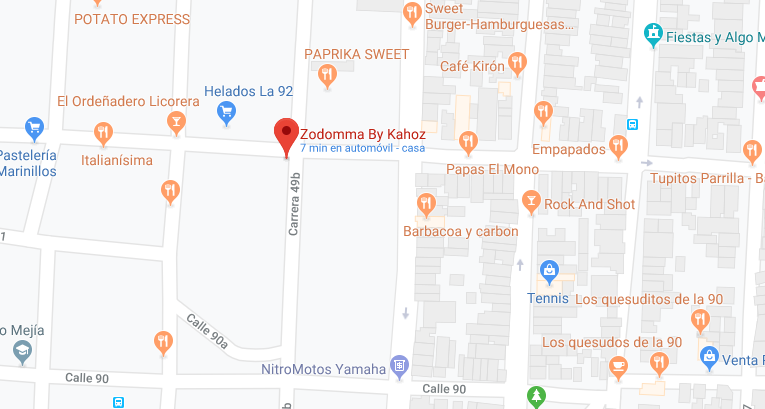 POTATO EXPRESS
Sweet
Burger-Hamburguesas...
Fiestas y Algo M
PAPRIKA SWEET
Café Kirón
Helados La 92
El Ordeñadero Licorera
Zodomma By Kahoz
7 min en automóvil - casa
Italianísima
Pastelería
Marinillos
Papas El Mono
Empapados
Tupitos Parrilla - Ba
Carrera 49b
Rock And Shot
Barbacoa y carbon
1
Tennis
Los quesuditos de la 90
Calle 90a
o Mejía
Los quesudos de la 90
NitroMotos Yamaha
Venta P
Calle 90
Calle 90